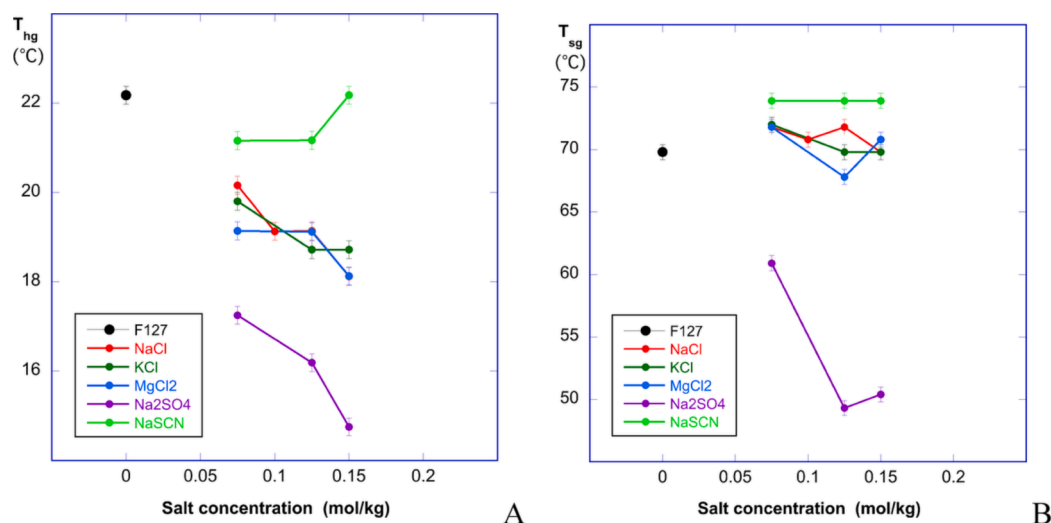 T hg
(°C)
22
20
18
16
F127
NaCl
KCl
MgCl2
Na2SO4
NaSCN
0 0.05 0.1 0.15 0.2
Salt concentration (mol/kg)
A
T sg
(°C)
75
70
65
60
55
50
F127
NaCl
KCl
MgCl2
Na2SO4
NaSCN
0 0.05 0.1 0.15 0.2
Salt concentration (mol/kg)
B